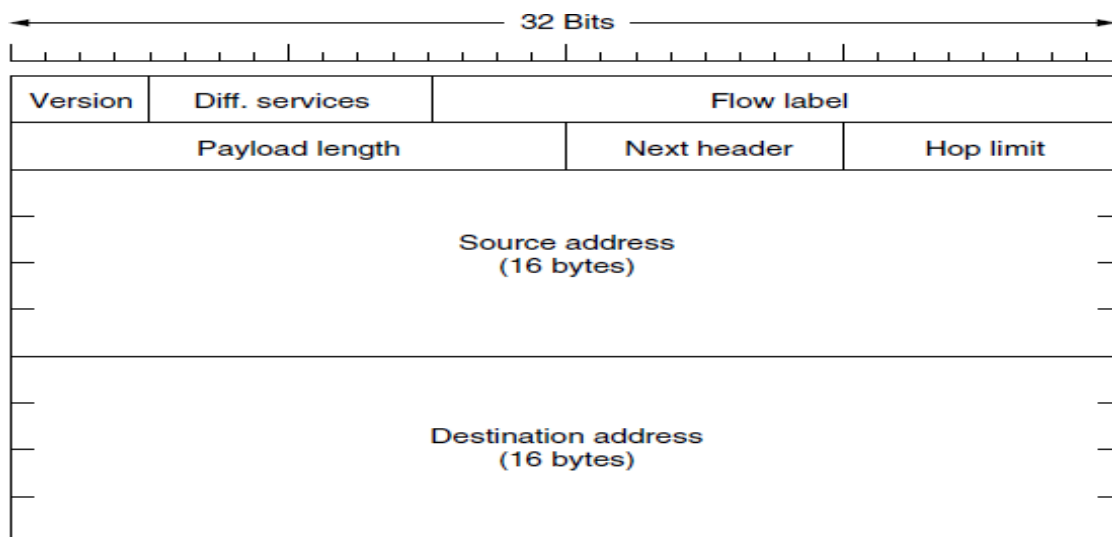 32 Bits
Version Diff. services Flow label
Payload length Next header Hop limit
Source address
(16 bytes)
Destination address
(16 bytes)